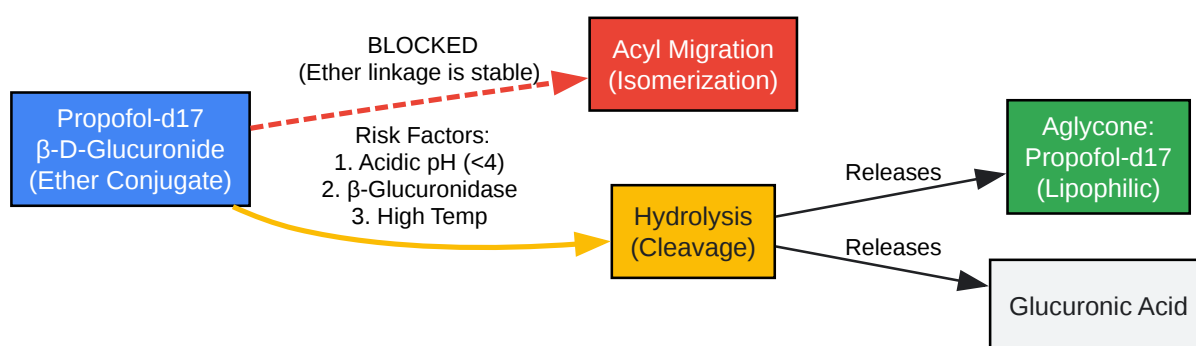 Propofol-d17
β-D-Glucuronide
(Ether Conjugate)
BLOCKED
(Ether linkage is stable)
Acyl Migration
(Isomerization)
Risk Factors:
1. Acidic pH (<4)
2. β-Glucuronidase
3. High Temp
Hydrolysis
(Cleavage)
Releases
Aglycone:
Propofol-d17
(Lipophilic)
Releases
Glucuronic Acid